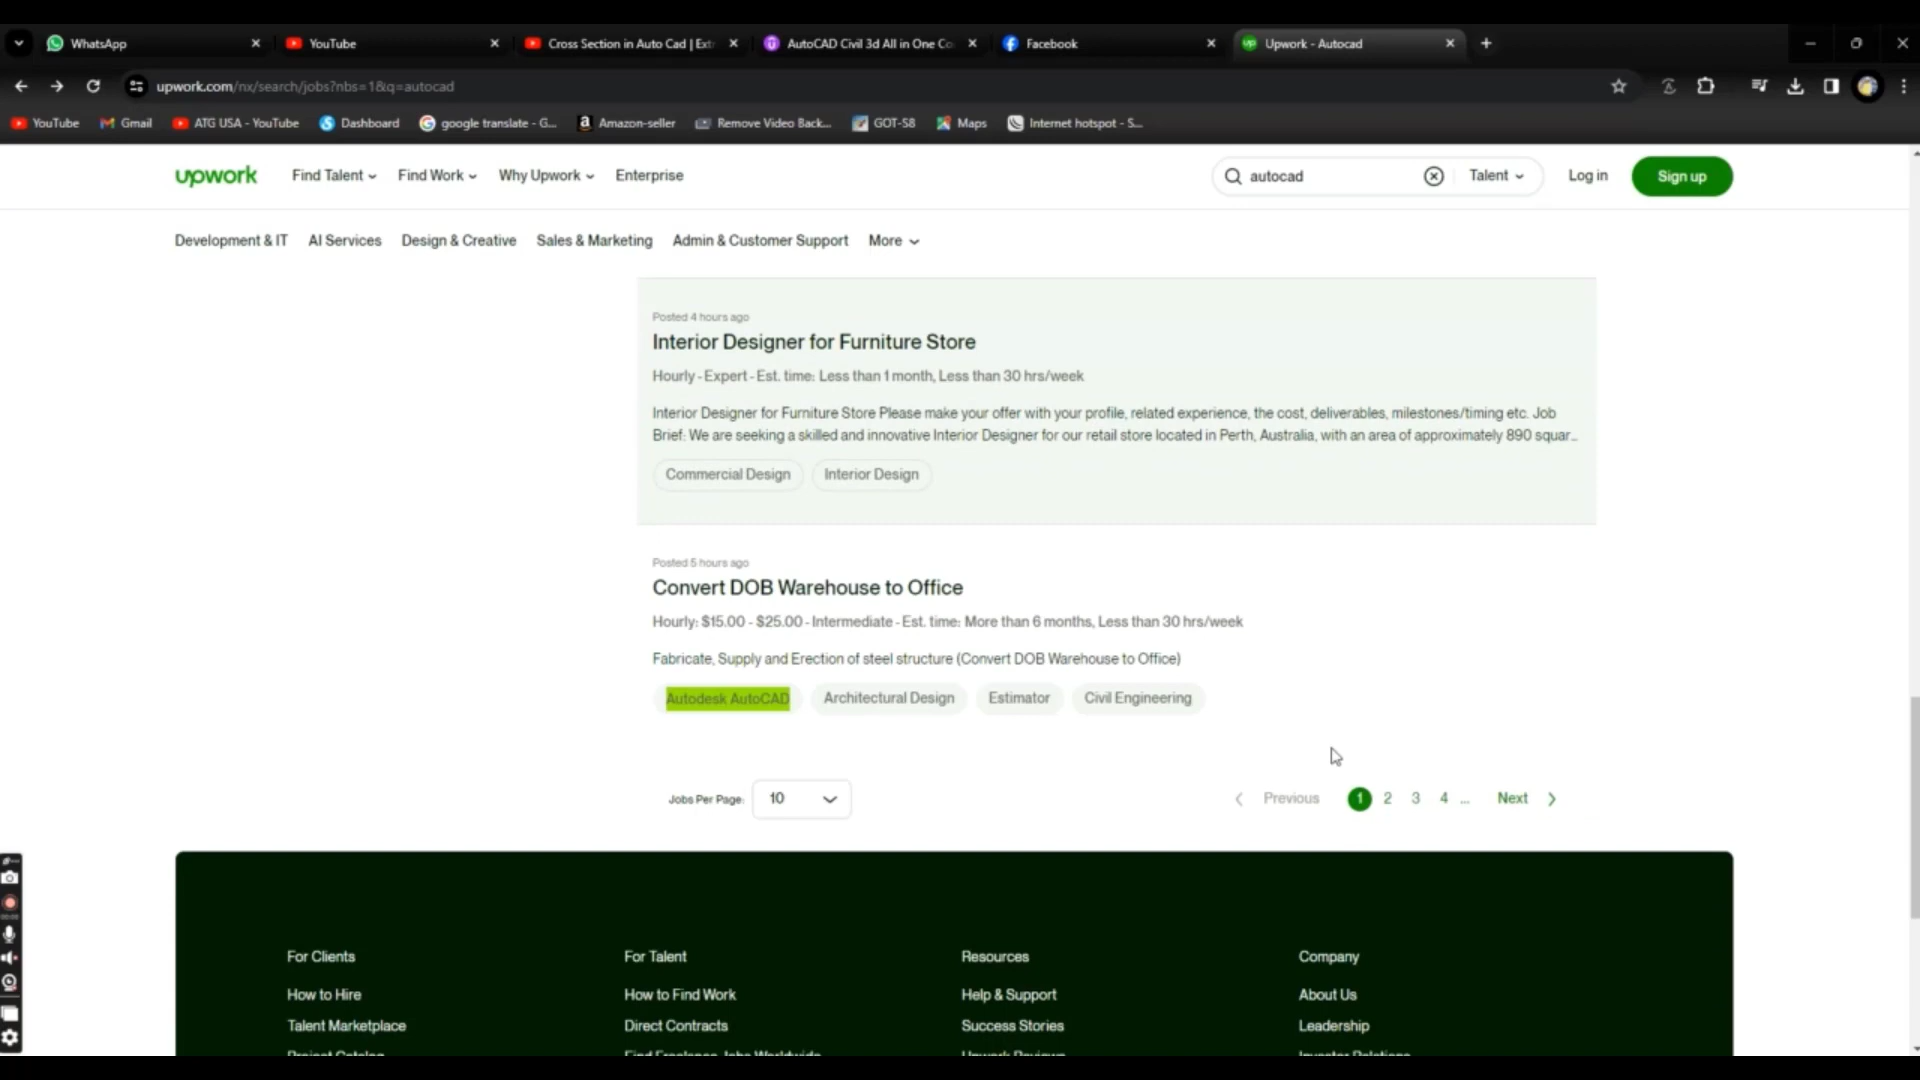 WhatsApp
YouTube
Cross Section in Auto Cad | Ext
AutoCAD Civil 3d All in One Co
Facebook
Upwork - Autocad
upwork.com/nx/search/jobs?nbs=1&q=autocad
YouTube
Gmail
ATG USA - YouTube
Dashboard
google translate - G...
Amazon-seller
Remove Video Back...
GOT-S8
Maps
Internet hotspot - S...
upwork
Find Talent
Find Work
Why Upwork
Enterprise
autocad
Talent
Log in
Sign up
Development & IT
AI Services
Design & Creative
Sales & Marketing
Admin & Customer Support
More
Posted 4 hours ago
Interior Designer for Furniture Store
Hourly - Expert - Est. time: Less than 1 month, Less than 30 hrs/week
Interior Designer for Furniture Store Please make your offer with your profile, related experience, the cost, deliverables, milestones/timing etc. Job
Brief: We are seeking a skilled and innovative Interior Designer for our retail store located in Perth, Australia, with an area of approximately 890 squar...
Commercial Design
Interior Design
Posted 5 hours ago
Convert DOB Warehouse to Office
Hourly: $15.00 - $25.00 - Intermediate - Est. time: More than 6 months, Less than 30 hrs/week
Fabricate, Supply and Erection of steel structure (Convert DOB Warehouse to Office)
Autodesk AutoCAD
Architectural Design
Estimator
Civil Engineering
Jobs Per Page: 10
Previous 1 2 3 4 ... Next
For Clients
For Talent
Resources
Company
How to Hire
How to Find Work
Help & Support
About Us
Talent Marketplace
Direct Contracts
Success Stories
Leadership
Project Catalog
Find Freelance Jobs Worldwide
Upwork Reviews
Investor Relations